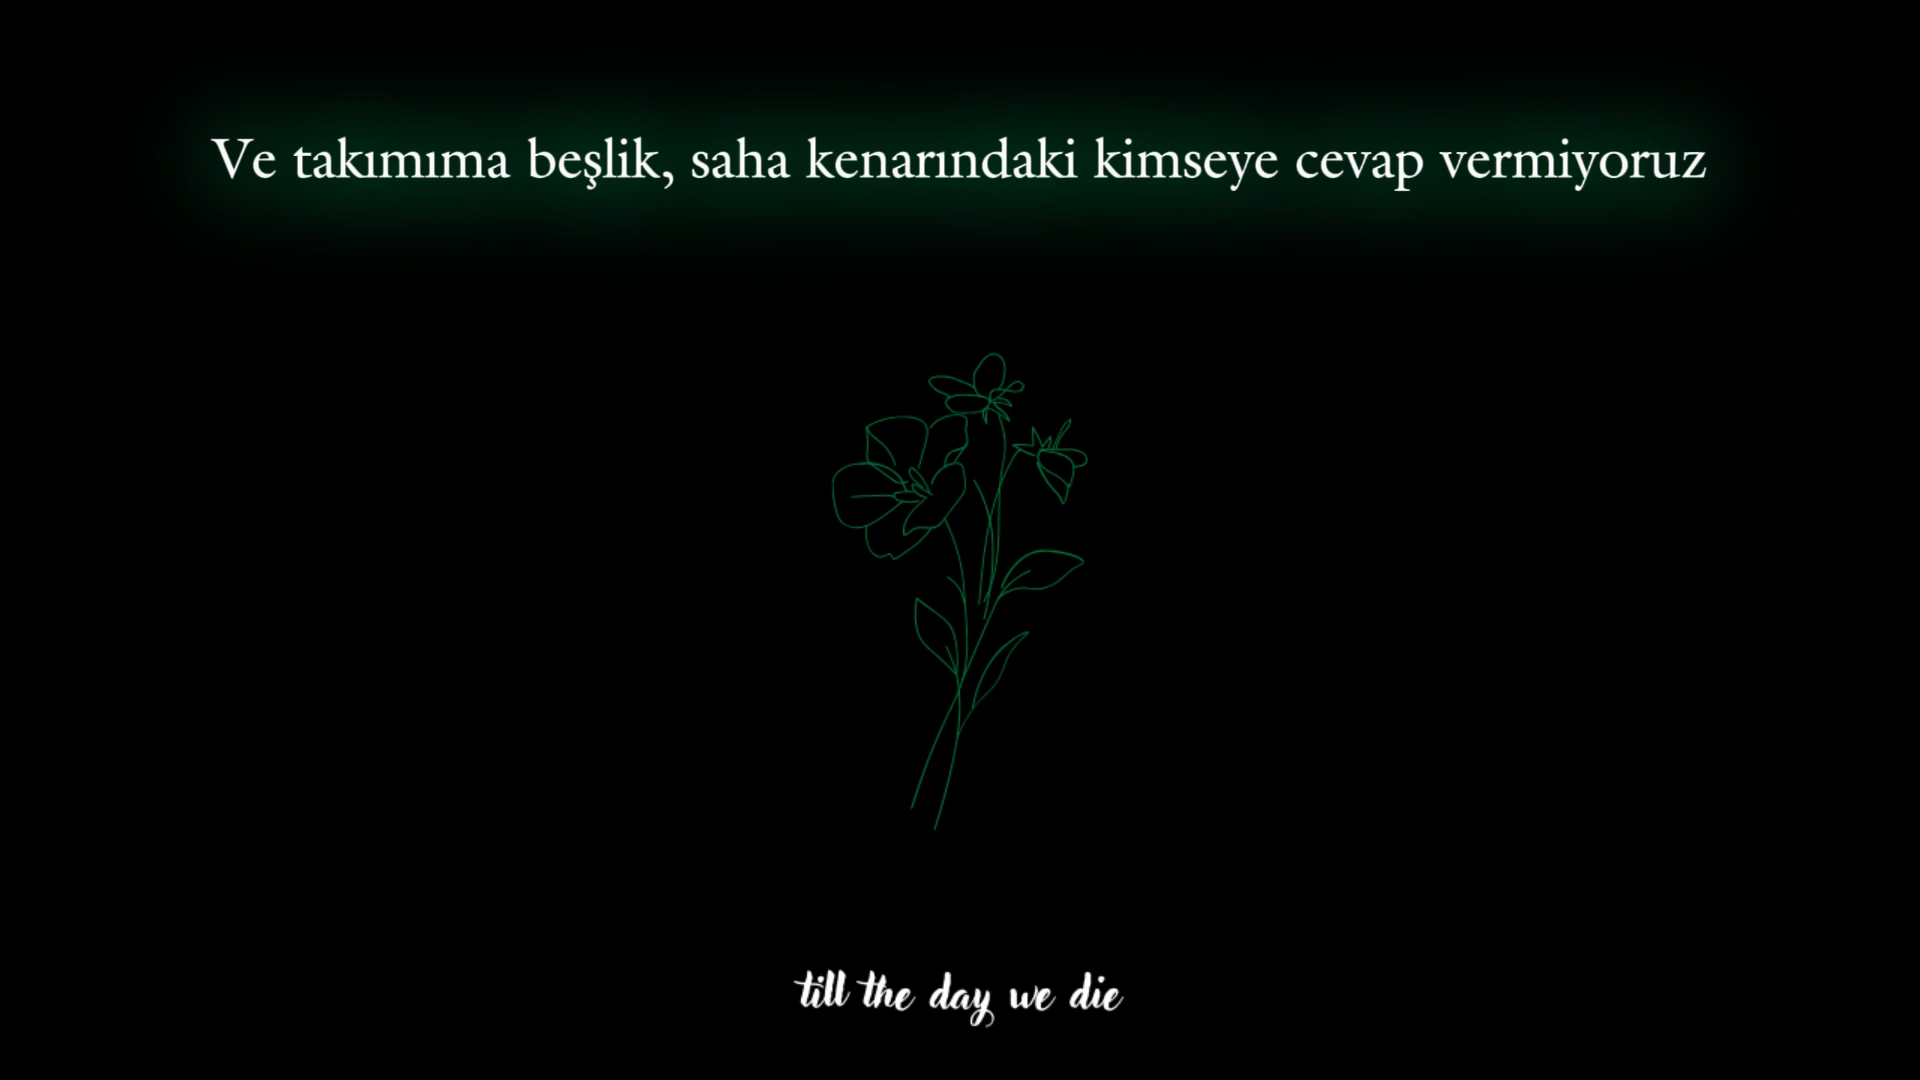 Ve takımıma beşlik, saha kenarındaki kimseye cevap vermiyoruz
till the day we die